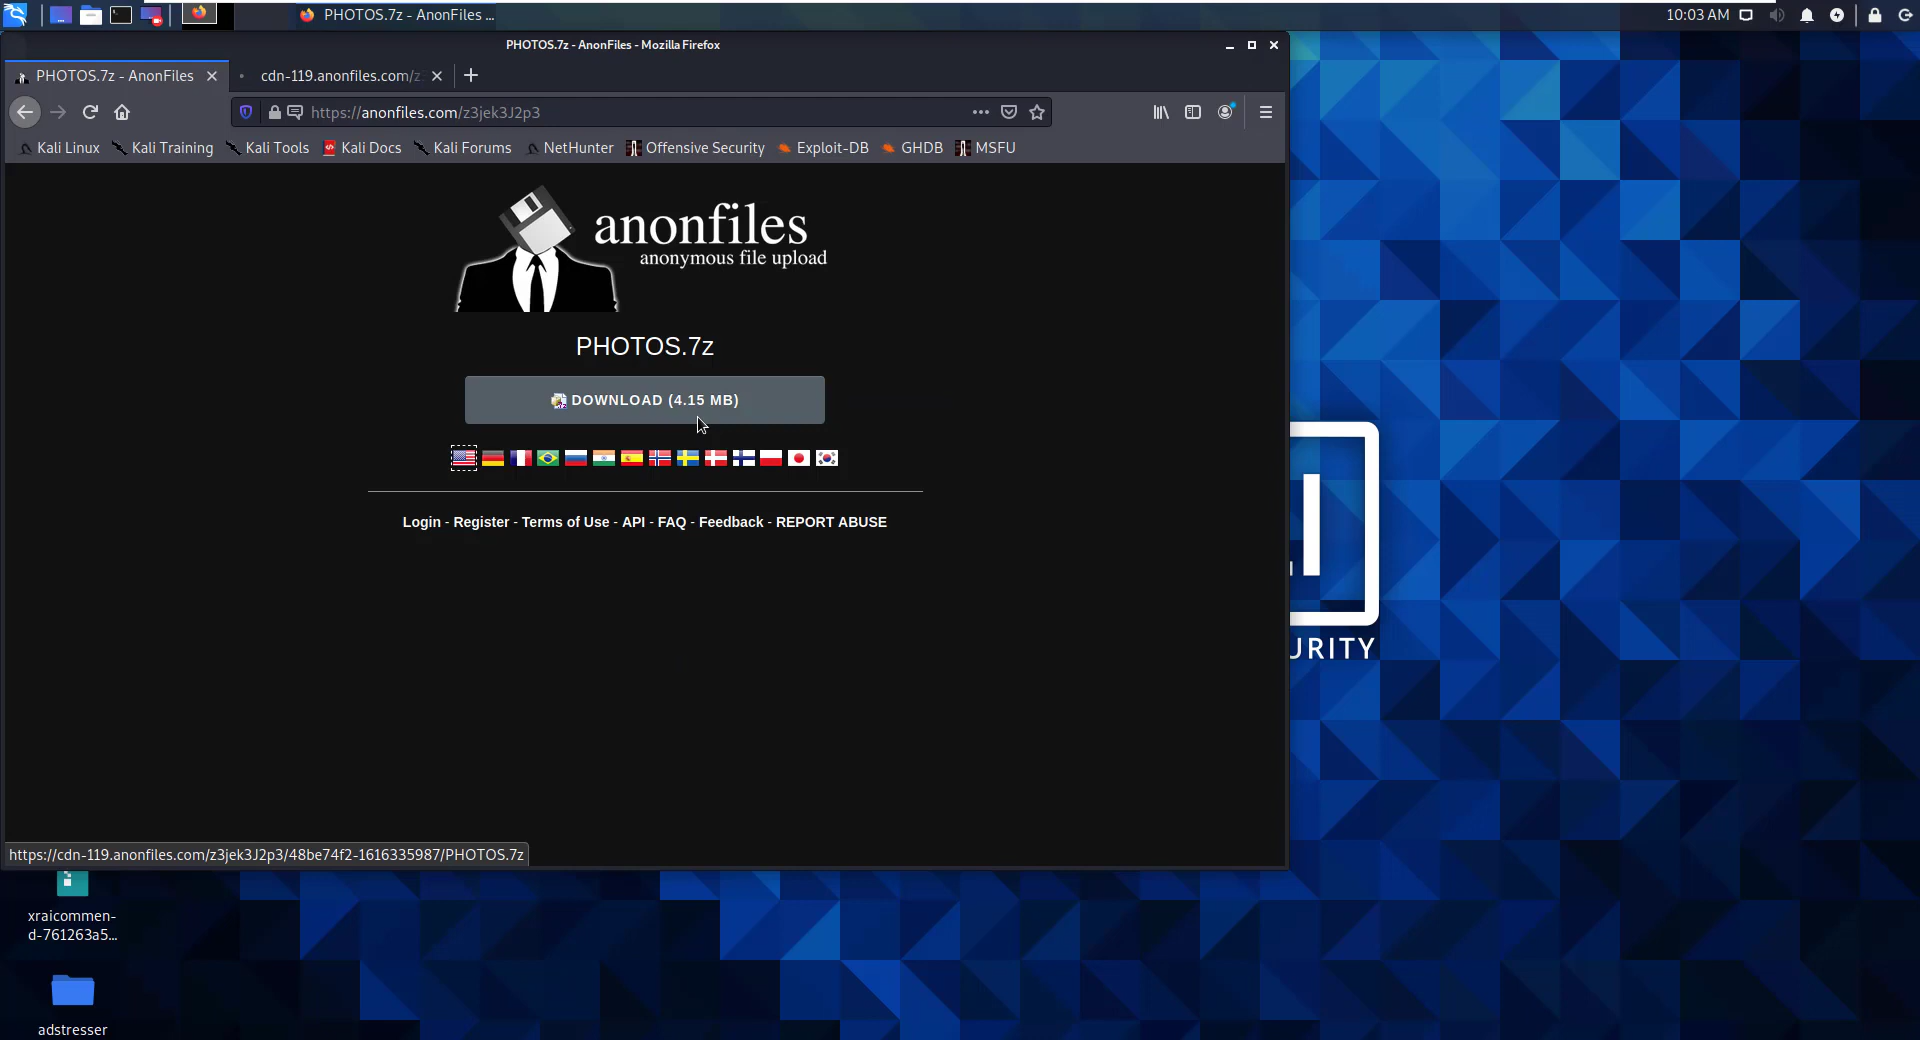 PHOTOS.7z - AnonFiles ...
10:03 AM
PHOTOS.7z - AnonFiles - Mozilla Firefox
PHOTOS.7z - AnonFiles
cdn-119.anonfiles.com/z
https://anonfiles.com/z3jek3J2p3
Kali Linux
Kali Training
Kali Tools
Kali Docs
Kali Forums
NetHunter
Offensive Security
Exploit-DB
GHDB
MSFU
anonfiles
anonymous file upload
PHOTOS.7z
DOWNLOAD (4.15 MB)
Login - Register - Terms of Use - API - FAQ - Feedback - REPORT ABUSE
URITY
https://cdn-119.anonfiles.com/z3jek3J2p3/48be74f2-1616335987/PHOTOS.7z
xraicommen-
d-761263a5...
adstresser